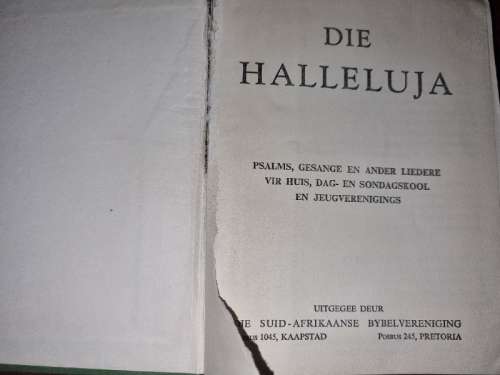 DIE
HALLELUJA
PSALMS, GESANGE EN ANDER LIEDERE
VIR HUIS, DAG- EN SONDAGSKOOL
EN JEUGVERENIGINGS
UITGEGEE DEUR
SUID-AFRIKAANSE BYBELVERENIGING
1045, KAAPSTAD POSBUS 245, PRETORIA